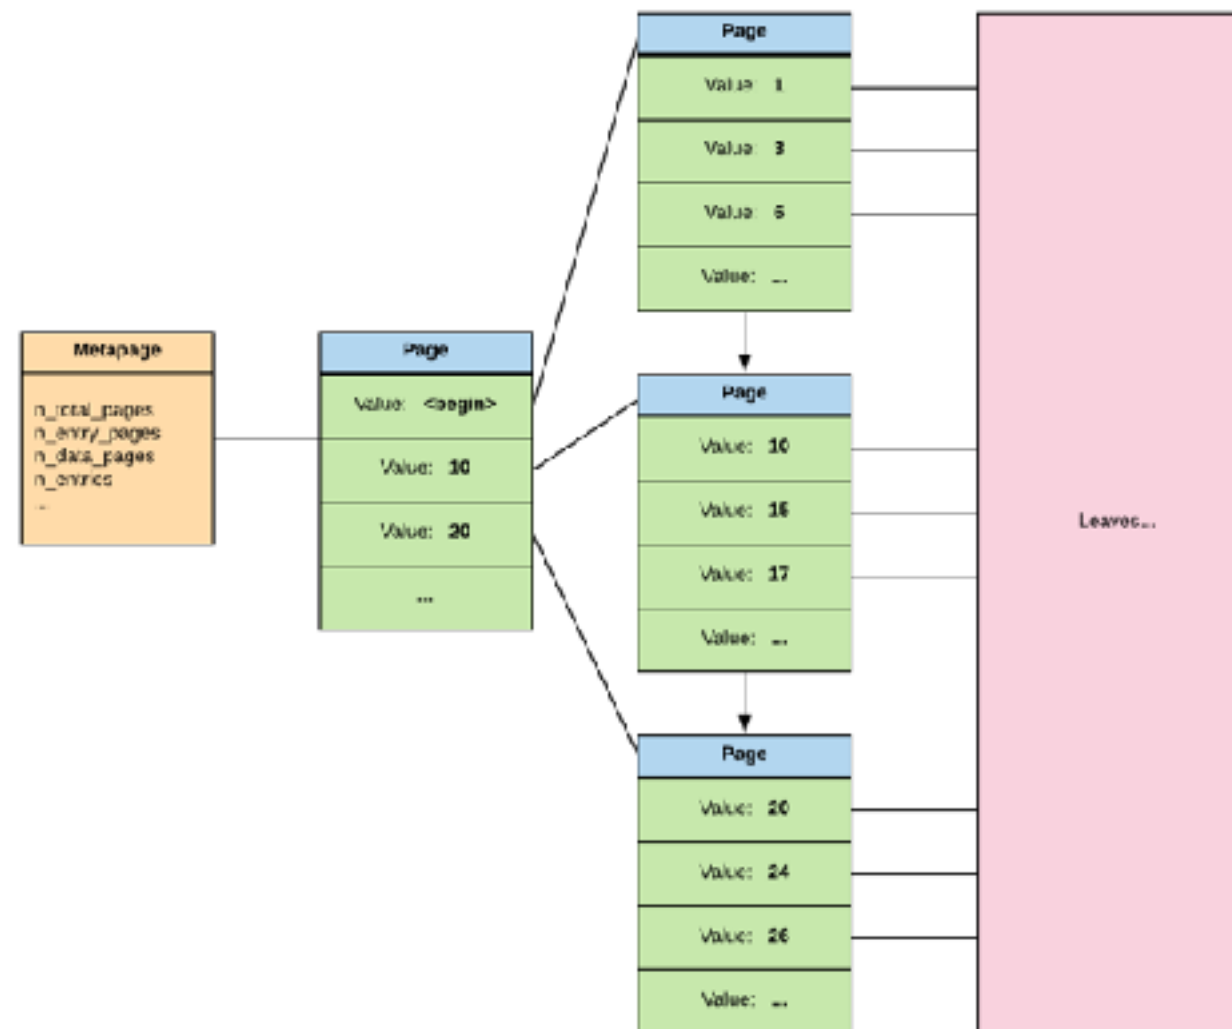 Metapage
n_total_pages
n_entry_pages
n_data_pages
n_entries
...
Page
Value: <begin>
Value: 10
Value: 20
...
Page
Value: 1
Value: 3
Value:
Value: ...
Page
Value: 10
Value: 15
Value: 17
Value: ...
Page
Value: 20
Value: 24
Value: 26
Value: ...
Leaves...